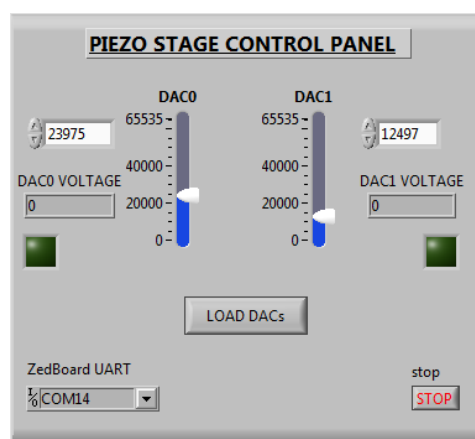 PIEZO STAGE CONTROL PANEL
DAC0 DAC1
23975 65535 65535 12497
40000 40000
DAC0 VOLTAGE DAC1 VOLTAGE
0 20000 20000 0
0 0
LOAD DACs
ZedBoard UART
stop
I/O COM14 STOP